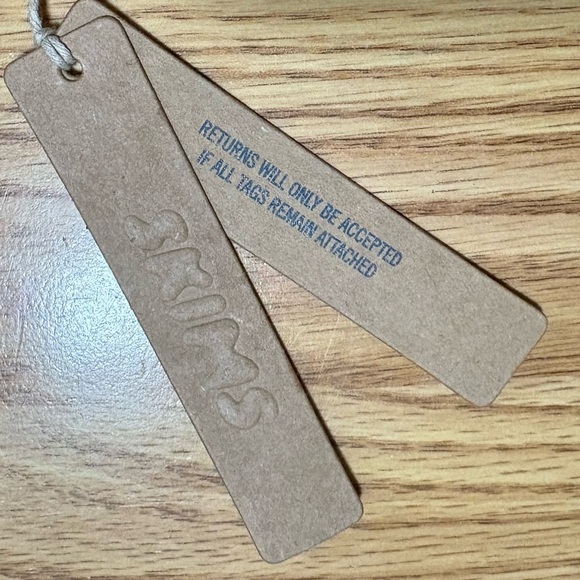 SKIMS
RETURNS WILL ONLY BE ACCEPTED
IF ALL TAGS REMAIN ATTACHED